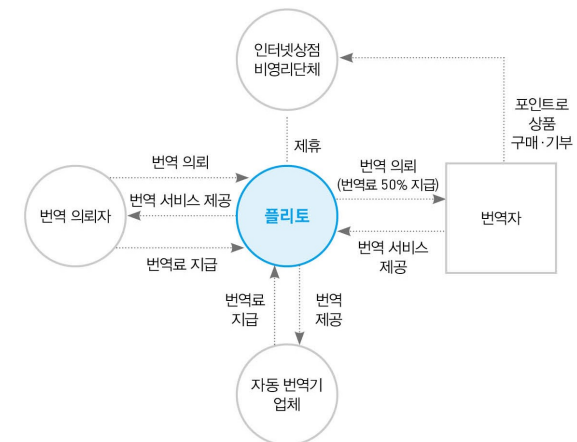 인터넷상점
비영리단체
포인트로
상품
구매·기부
제휴
번역 의뢰
번역 의뢰
(번역료 50% 지급)
번역 의뢰자
번역 서비스 제공
플리토
번역자
번역 서비스
제공
번역료 지급
번역료
지급
번역
제공
자동 번역기
업체